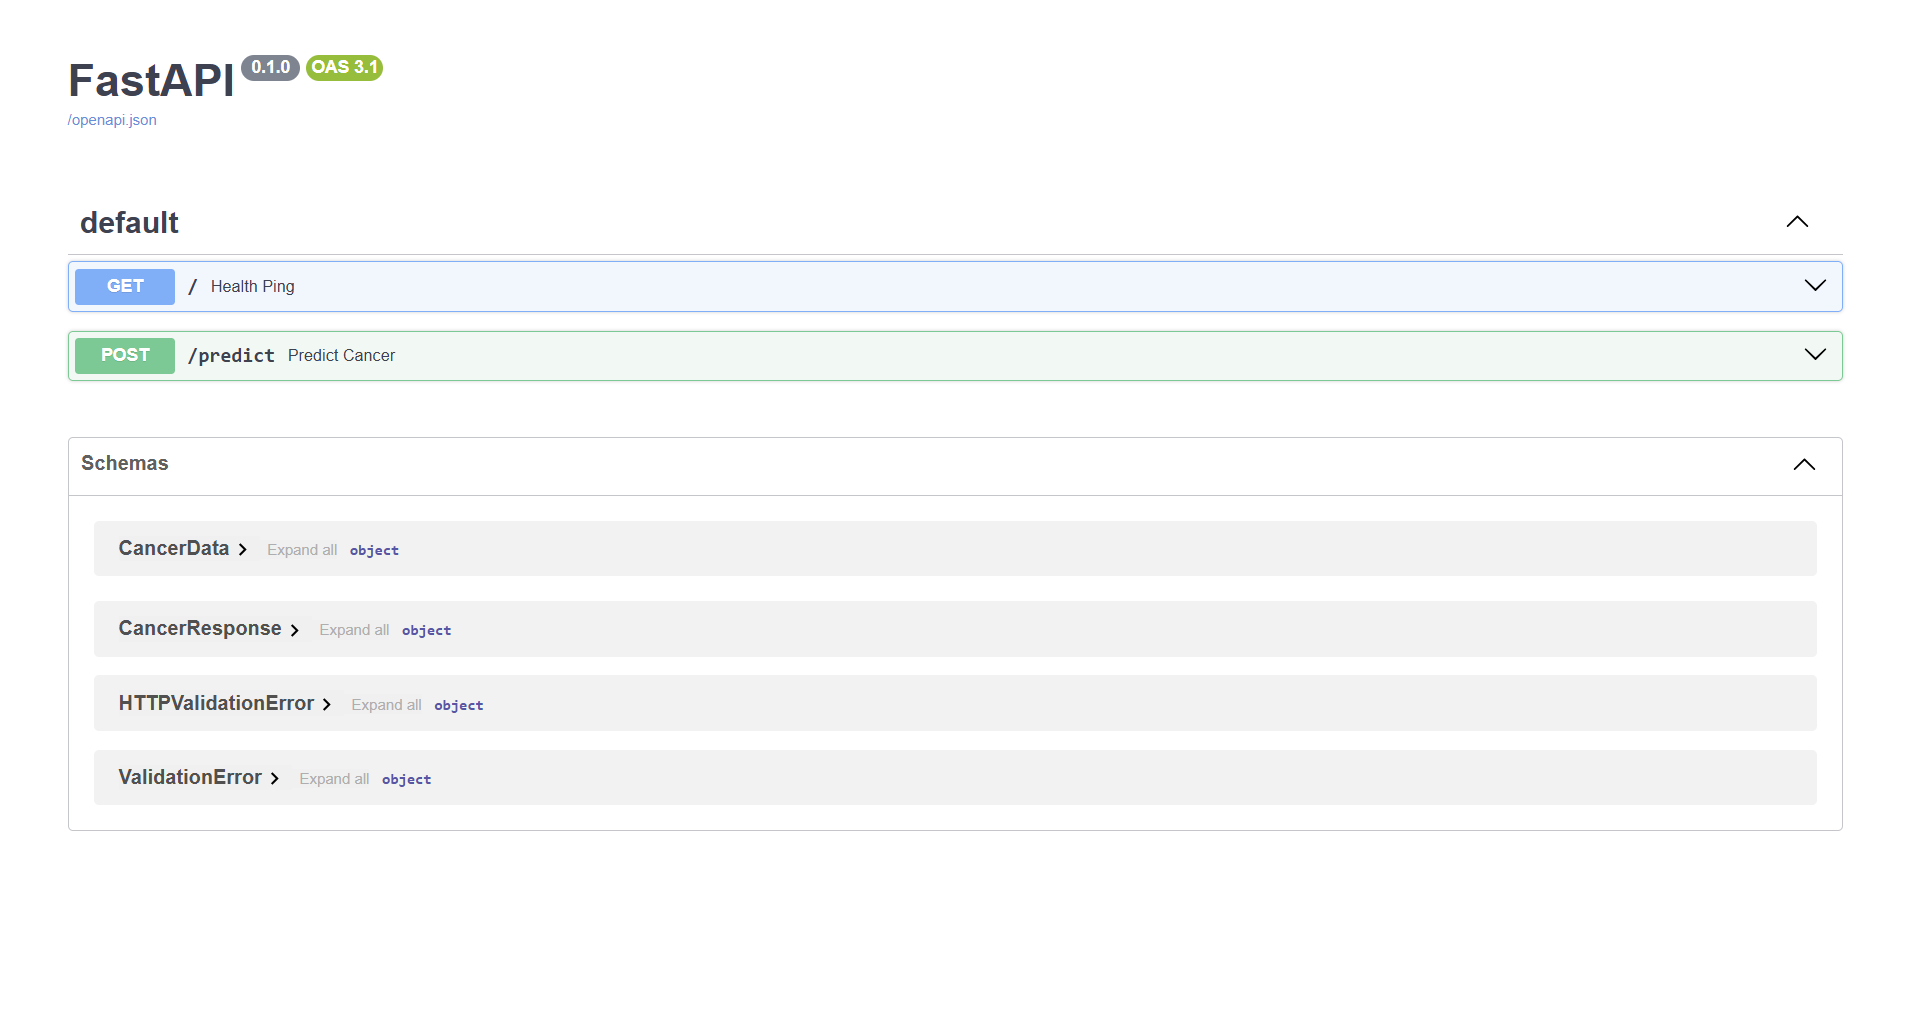 FastAPI 0.1.0 OAS 3.1
/openapi.json
default
GET / Health Ping
POST /predict Predict Cancer
Schemas
CancerData Expand all object
CancerResponse Expand all object
HTTPValidationError Expand all object
ValidationError Expand all object